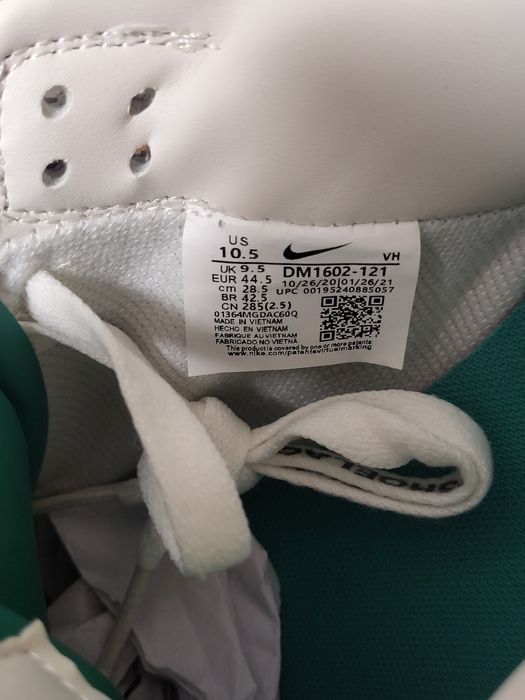 US
10.5
VH
UK 9.5
DM1602-121
EUR 44.5
10/26/20|01/26/21
cm 28.5
UPC 00195240885057
BR 42.5
CN 285(2.5)
01364MGDAC60Q
MADE IN VIETNAM
HECHO EN VIETNAM
FABRIQUE AU VIETNAM
FABRICADO NO VIETNÃ
This product is covered by one or more patents:
www.nike.com/patents virtualmarking